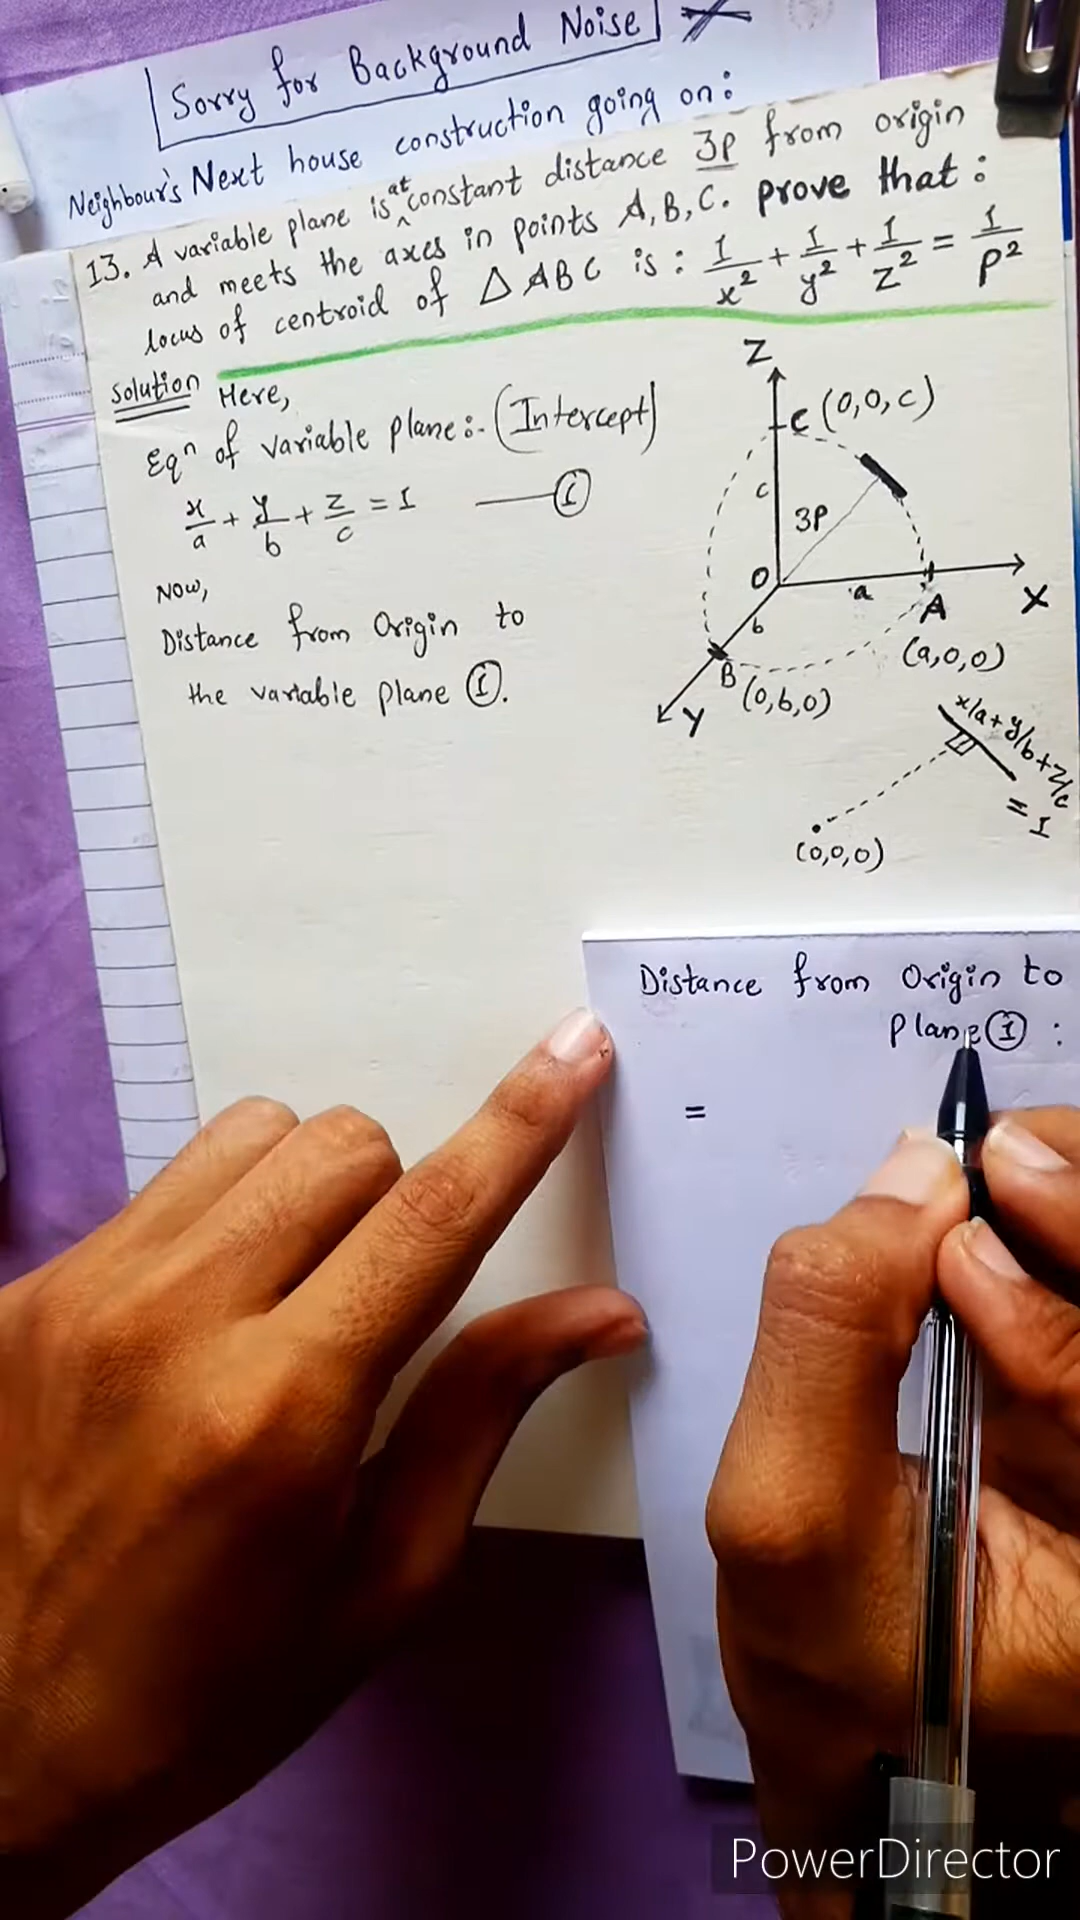 Sorry for Background Noise
Neighbour's Next house construction going on:
13. A variable plane is at constant distance 3P from origin
and meets the axes in points A, B, C. prove that:
locus of centroid of △ ABC is: 1/x² + 1/y² + 1/z² = 1/p²
Solution Here,
Eqⁿ of variable plane:- (Intercept)
x/a + y/b + z/c = 1 —— ①
Now,
Distance from Origin to
the variable plane ①.
Z
C (0,0,c)
c
3P
O
a
A
X
(a,0,0)
b
B (0,b,0)
Y
x/a + y/b + z/c
= 1
(0,0,0)
Distance from Origin to
plane ① :
=
PowerDirector